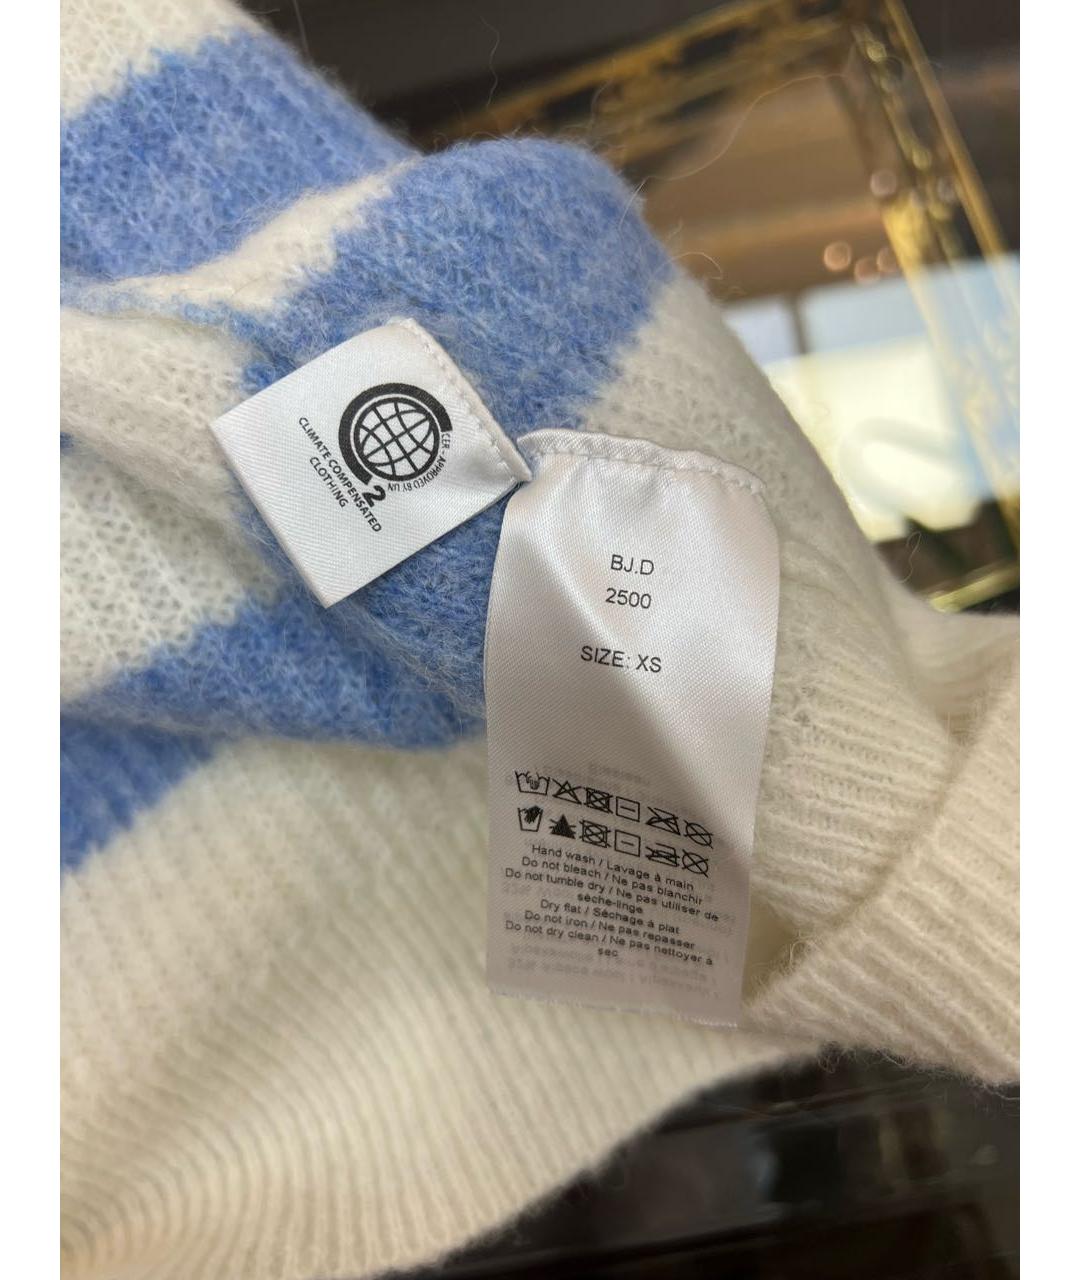 CLIMATE COMPENSATED
CLOTHING
CER - APPROVED BY UN
2
BJ.D
2500
SIZE: XS
Hand wash / Lavage à main
Do not bleach / Ne pas blanchir
Do not tumble dry / Ne pas utiliser de
sèche-linge
Dry flat / Séchage à plat
Do not iron / Ne pas repasser
Do not dry clean / Ne pas nettoyer à
sec